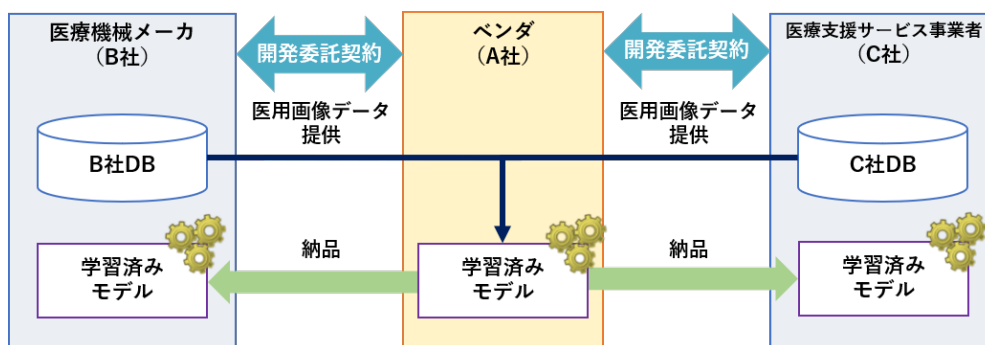 医療機械メーカ
（B社）
開発委託契約
ベンダ
（A社）
開発委託契約
医療支援サービス事業者
（C社）
医用画像データ
提供
医用画像データ
提供
B社DB
C社DB
納品
納品
学習済み
モデル
学習済み
モデル
学習済み
モデル